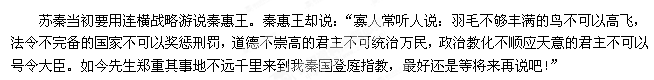 苏秦当初要用连横战略游说秦惠王。秦惠王却说：“寡人常听人说：羽毛不够丰满的鸟不可以高飞，
法令不完备的国家不可以奖惩刑罚，道德不崇高的君主不可统治万民，政治教化不顺应天意的君主不可以
号令大臣。如今先生郑重其事地不远千里来到我秦国登庭指教，最好还是等将来再说吧！”